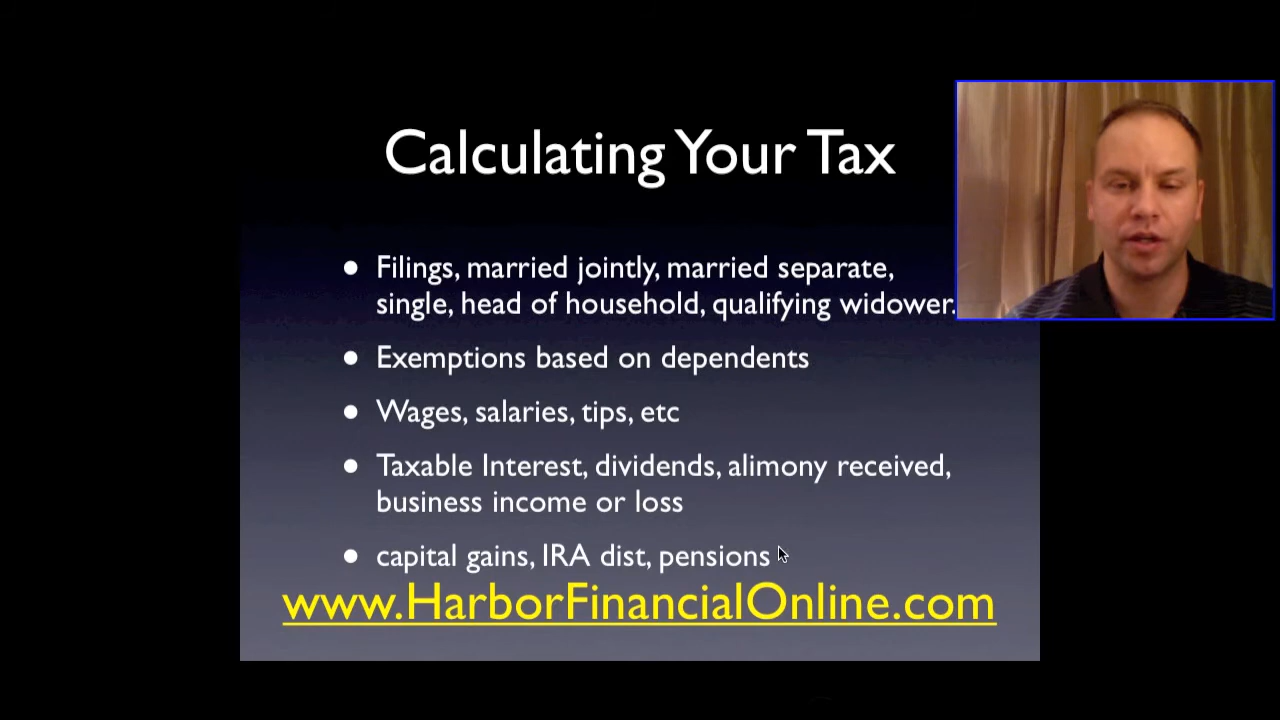 Calculating Your Tax
• Filings, married jointly, married separate,
single, head of household, qualifying widower.
• Exemptions based on dependents
• Wages, salaries, tips, etc
• Taxable Interest, dividends, alimony received,
business income or loss
• capital gains, IRA dist, pensions
www.HarborFinancialOnline.com